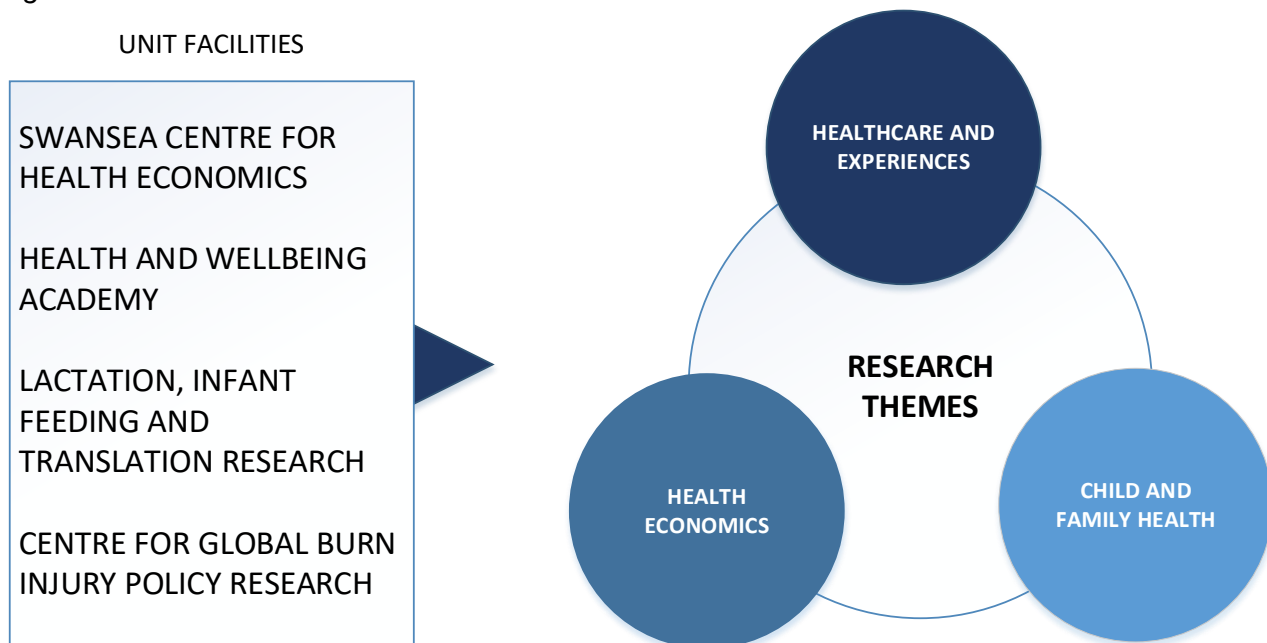 UNIT FACILITIES
SWANSEA CENTRE FOR
HEALTH ECONOMICS
HEALTH AND WELLBEING
ACADEMY
LACTATION, INFANT
FEEDING AND
TRANSLATION RESEARCH
CENTRE FOR GLOBAL BURN
INJURY POLICY RESEARCH
HEALTHCARE AND
EXPERIENCES
RESEARCH
THEMES
HEALTH
ECONOMICS
CHILD AND
FAMILY HEALTH